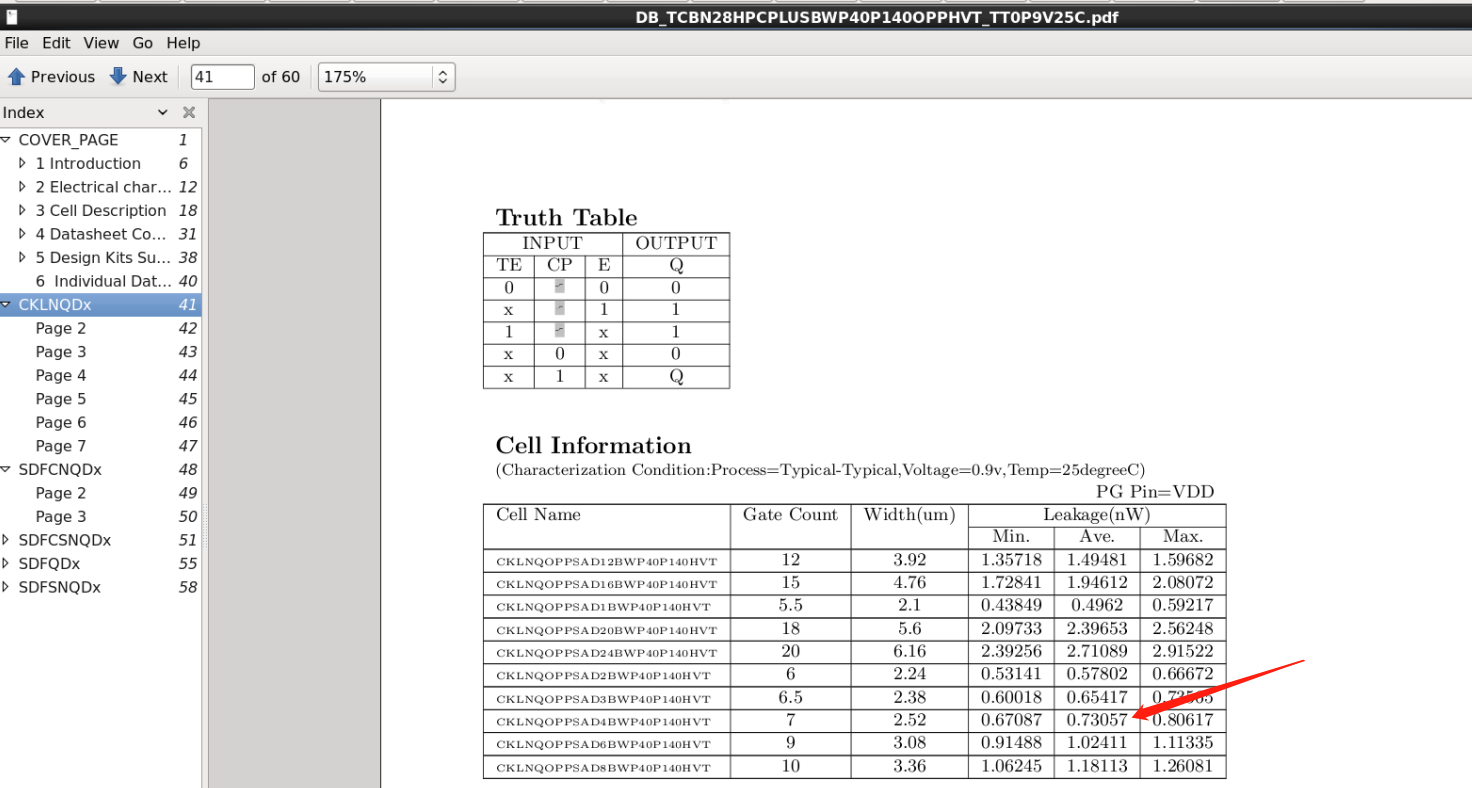 DB_TCBN28HPCPLUSBWP40P140OPPHVT_TT0P9V25C.pdf
File Edit View Go Help
Previous Next 41 of 60 175%
Index
COVER_PAGE 1
1 Introduction 6
2 Electrical char... 12
3 Cell Description 18
4 Datasheet Co... 31
5 Design Kits Su... 38
6 Individual Dat... 40
CKLNQDx 41
Page 2 42
Page 3 43
Page 4 44
Page 5 45
Page 6 46
Page 7 47
SDFCNQDx 48
Page 2 49
Page 3 50
SDFCSNQDx 51
SDFQDx 55
SDFSNQDx 58
Truth Table
INPUT OUTPUT
TE CP E Q
0 0 0
x 1 1
1 x 1
x 0 x 0
x 1 x Q
Cell Information
(Characterization Condition:Process=Typical-Typical,Voltage=0.9v,Temp=25degreeC)
PG Pin=VDD
Cell Name Gate Count Width(um) Leakage(nW)
Min. Ave. Max.
CKLNQOPPSAD12BWP40P140HVT 12 3.92 1.35718 1.49481 1.59682
CKLNQOPPSAD16BWP40P140HVT 15 4.76 1.72841 1.94612 2.08072
CKLNQOPPSAD1BWP40P140HVT 5.5 2.1 0.43849 0.4962 0.59217
CKLNQOPPSAD20BWP40P140HVT 18 5.6 2.09733 2.39653 2.56248
CKLNQOPPSAD24BWP40P140HVT 20 6.16 2.39256 2.71089 2.91522
CKLNQOPPSAD2BWP40P140HVT 6 2.24 0.53141 0.57802 0.66672
CKLNQOPPSAD3BWP40P140HVT 6.5 2.38 0.60018 0.65417
CKLNQOPPSAD4BWP40P140HVT 7 2.52 0.67087 0.73057 0.80617
CKLNQOPPSAD6BWP40P140HVT 9 3.08 0.91488 1.02411 1.11335
CKLNQOPPSAD8BWP40P140HVT 10 3.36 1.06245 1.18113 1.26081